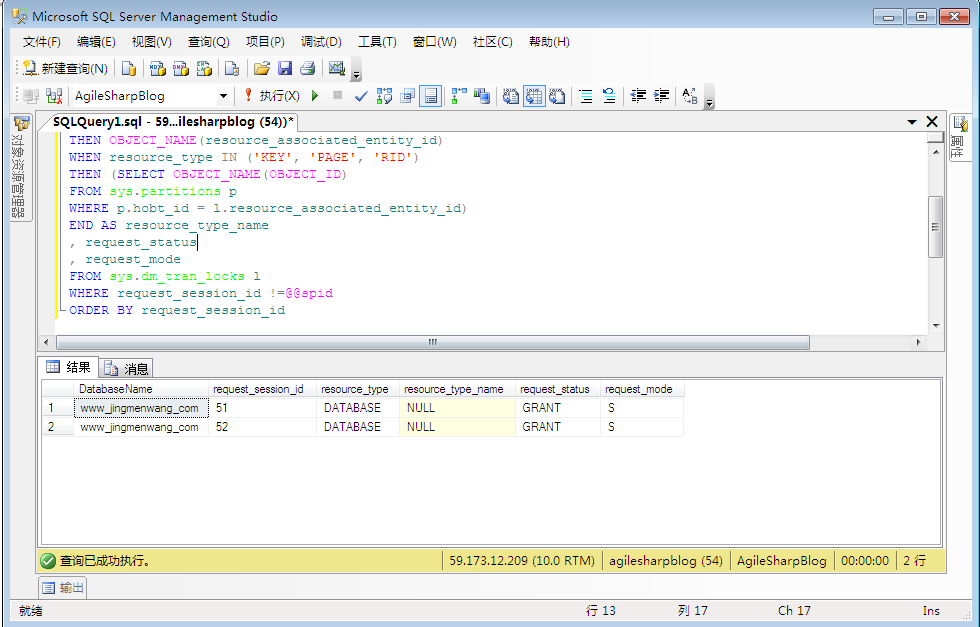 Microsoft SQL Server Management Studio
文件(F) 编辑(E) 视图(V) 查询(Q) 项目(P) 调试(D) 工具(T) 窗口(W) 社区(C) 帮助(H)
新建查询(N)
AgileSharpBlog 执行(X)
SQLQuery1.sql - 59...ilesharpblog (54))*
对象资源管理器
属性
THEN OBJECT_NAME(resource_associated_entity_id)
WHEN resource_type IN ('KEY', 'PAGE', 'RID')
THEN (SELECT OBJECT_NAME(OBJECT_ID)
FROM sys.partitions p
WHERE p.hobt_id = l.resource_associated_entity_id)
END AS resource_type_name
, request_status
, request_mode
FROM sys.dm_tran_locks l
WHERE request_session_id !=@@spid
ORDER BY request_session_id
结果 消息
DatabaseName request_session_id resource_type resource_type_name request_status request_mode
1 www_jingmenwang_com 51 DATABASE NULL GRANT S
2 www_jingmenwang_com 52 DATABASE NULL GRANT S
查询已成功执行。 59.173.12.209 (10.0 RTM) agilesharpblog (54) AgileSharpBlog 00:00:00 2 行
输出
就绪 行 13 列 17 Ch 17 Ins